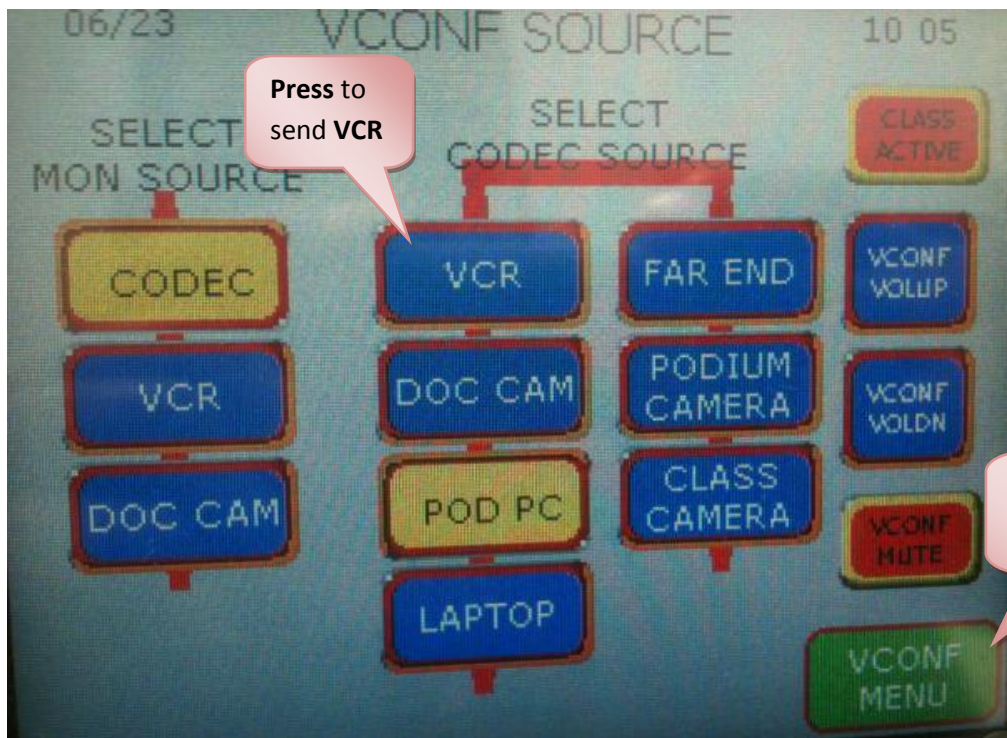 06/23
VCONF SOURCE
10 05
Press to
send VCR
SELECT
MON SOURCE
SELECT
CODEC SOURCE
CLASS
ACTIVE
CODEC
VCR
DOC CAM
VCR
DOC CAM
POD PC
LAPTOP
FAR END
PODIUM
CAMERA
CLASS
CAMERA
VCONF
VOLUP
VCONF
VOLDN
VCONF
MUTE
VCONF
MENU